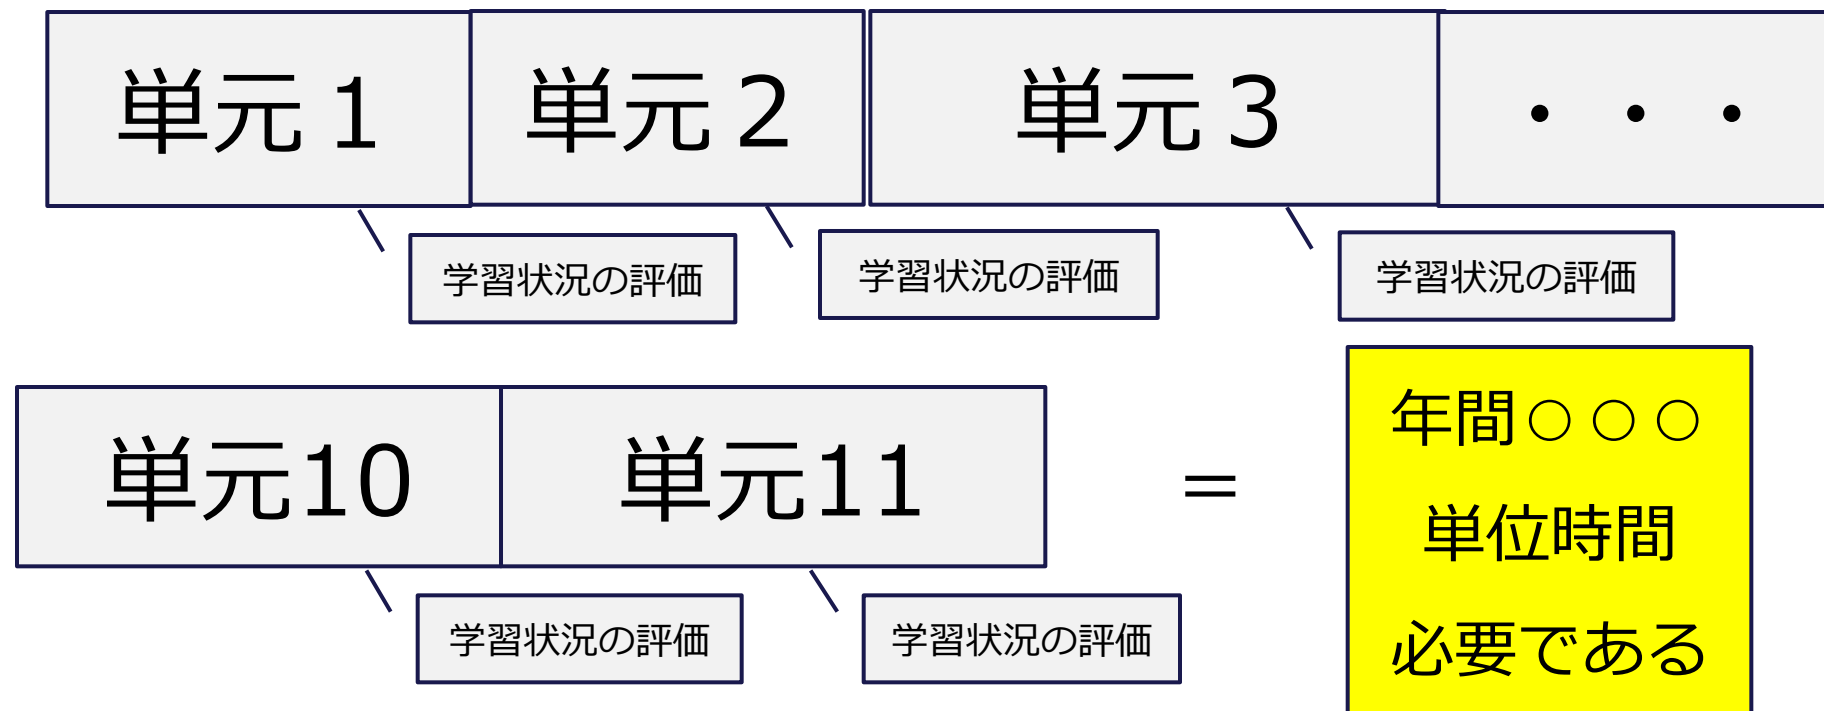 単元１
単元２
単元３
・・・
学習状況の評価
学習状況の評価
学習状況の評価
単元10
単元11
＝
年間○○○
単位時間
必要である
学習状況の評価
学習状況の評価